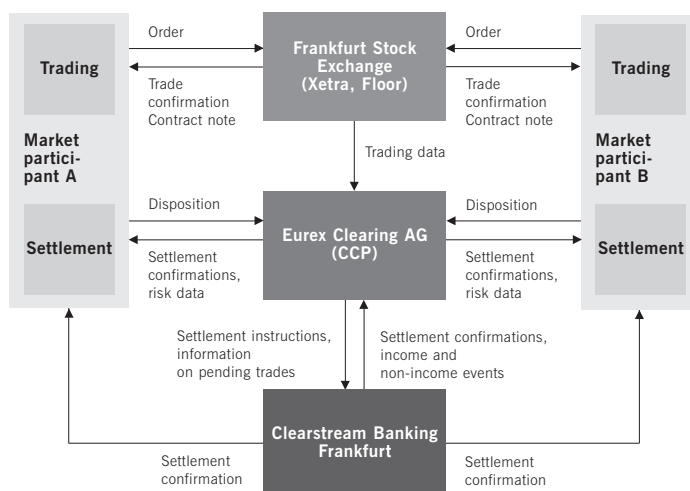 Order
Frankfurt Stock
Exchange
(Xetra, Floor)
Order
Trading
Trading
Trade
confirmation
Contract note
Trade
confirmation
Contract note
Market
partici-
pant A
Market
partici-
pant B
Trading data
Disposition
Eurex Clearing AG
(CCP)
Disposition
Settlement
Settlement
Settlement
confirmations,
risk data
Settlement
confirmations,
risk data
Settlement instructions,
information
on pending trades
Settlement confirmations,
income and
non-income events
Clearstream Banking
Frankfurt
Settlement
confirmation
Settlement
confirmation